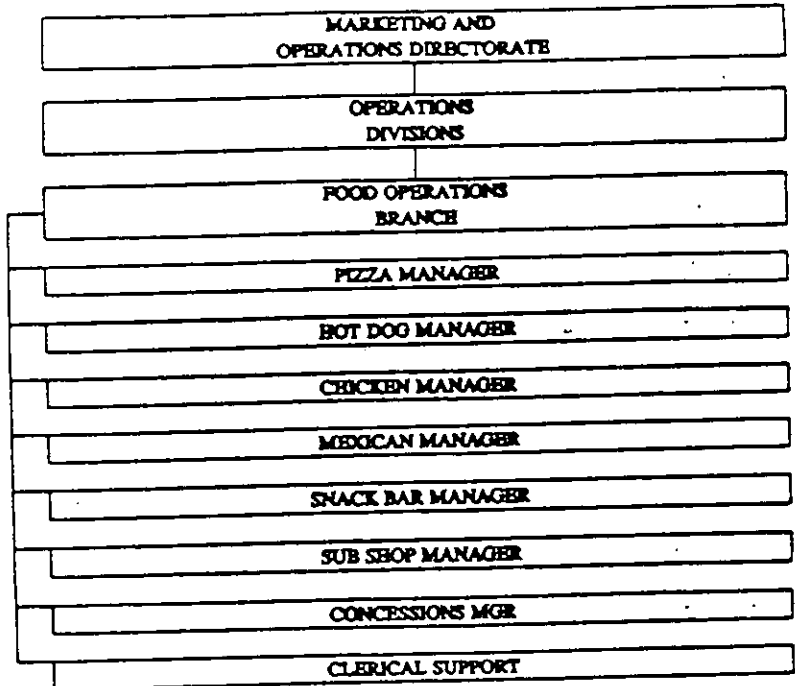 MARKETING AND
OPERATIONS DIRECTORATE
OPERATIONS
DIVISIONS
FOOD OPERATIONS
BRANCH
PIZZA MANAGER
HOT DOG MANAGER
CHICKEN MANAGER
MEXICAN MANAGER
SNACK BAR MANAGER
SUB SHOP MANAGER
CONCESSIONS MGR
CLERICAL SUPPORT